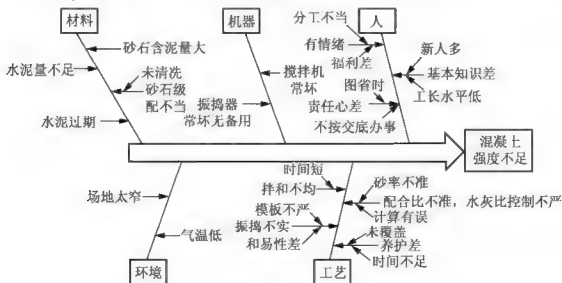 材料
机器
人
分工不当
有情绪
福利差
新人多
基本知识差
工长水平低
砂石含泥量大
水泥量不足
未清洗
砂石级
配不当
水泥过期
搅拌机
常坏
振捣器
常坏无备用
图省时
责任心差
不按交底办事
混凝土
强度不足
场地太窄
气温低
环境
时间短
拌和不均
模板不严
振捣不实
和易性差
砂率不准
配合比不准，水灰比控制不严
计算有误
未覆盖
养护差
时间不足
工艺